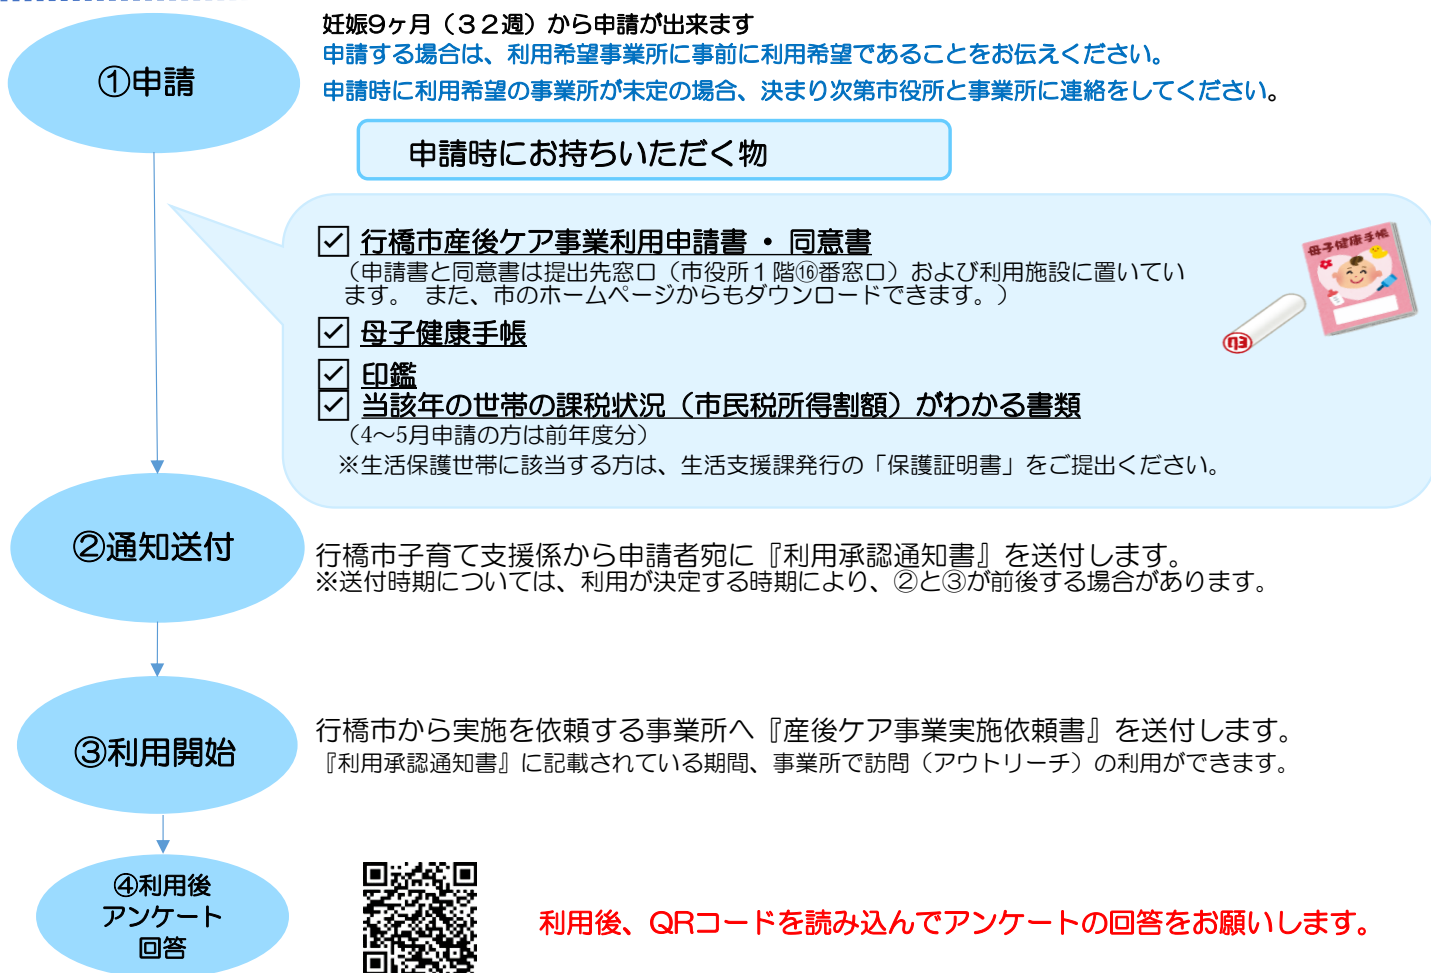 ①申請
妊娠9ヶ月（３２週）から申請が出来ます
申請する場合は、利用希望事業所に事前に利用希望であることをお伝えください。
申請時に利用希望の事業所が未定の場合、決まり次第市役所と事業所に連絡をしてください。
申請時にお持ちいただく物
行橋市産後ケア事業利用申請書 ・ 同意書
（申請書と同意書は提出先窓口（市役所１階⑯番窓口）および利用施設に置いてい
ます。 また、市のホームページからもダウンロードできます。）
母子健康手帳
母子健康手帳
印
印鑑
当該年の世帯の課税状況（市民税所得割額）がわかる書類
（4～5月申請の方は前年度分）
※生活保護世帯に該当する方は、生活支援課発行の「保護証明書」をご提出ください。
②通知送付
行橋市子育て支援係から申請者宛に『利用承認通知書』を送付します。
※送付時期については、利用が決定する時期により、②と③が前後する場合があります。
③利用開始
行橋市から実施を依頼する事業所へ『産後ケア事業実施依頼書』を送付します。
『利用承認通知書』に記載されている期間、事業所で訪問（アウトリーチ）の利用ができます。
④利用後
アンケート
回答
利用後、QRコードを読み込んでアンケートの回答をお願いします。